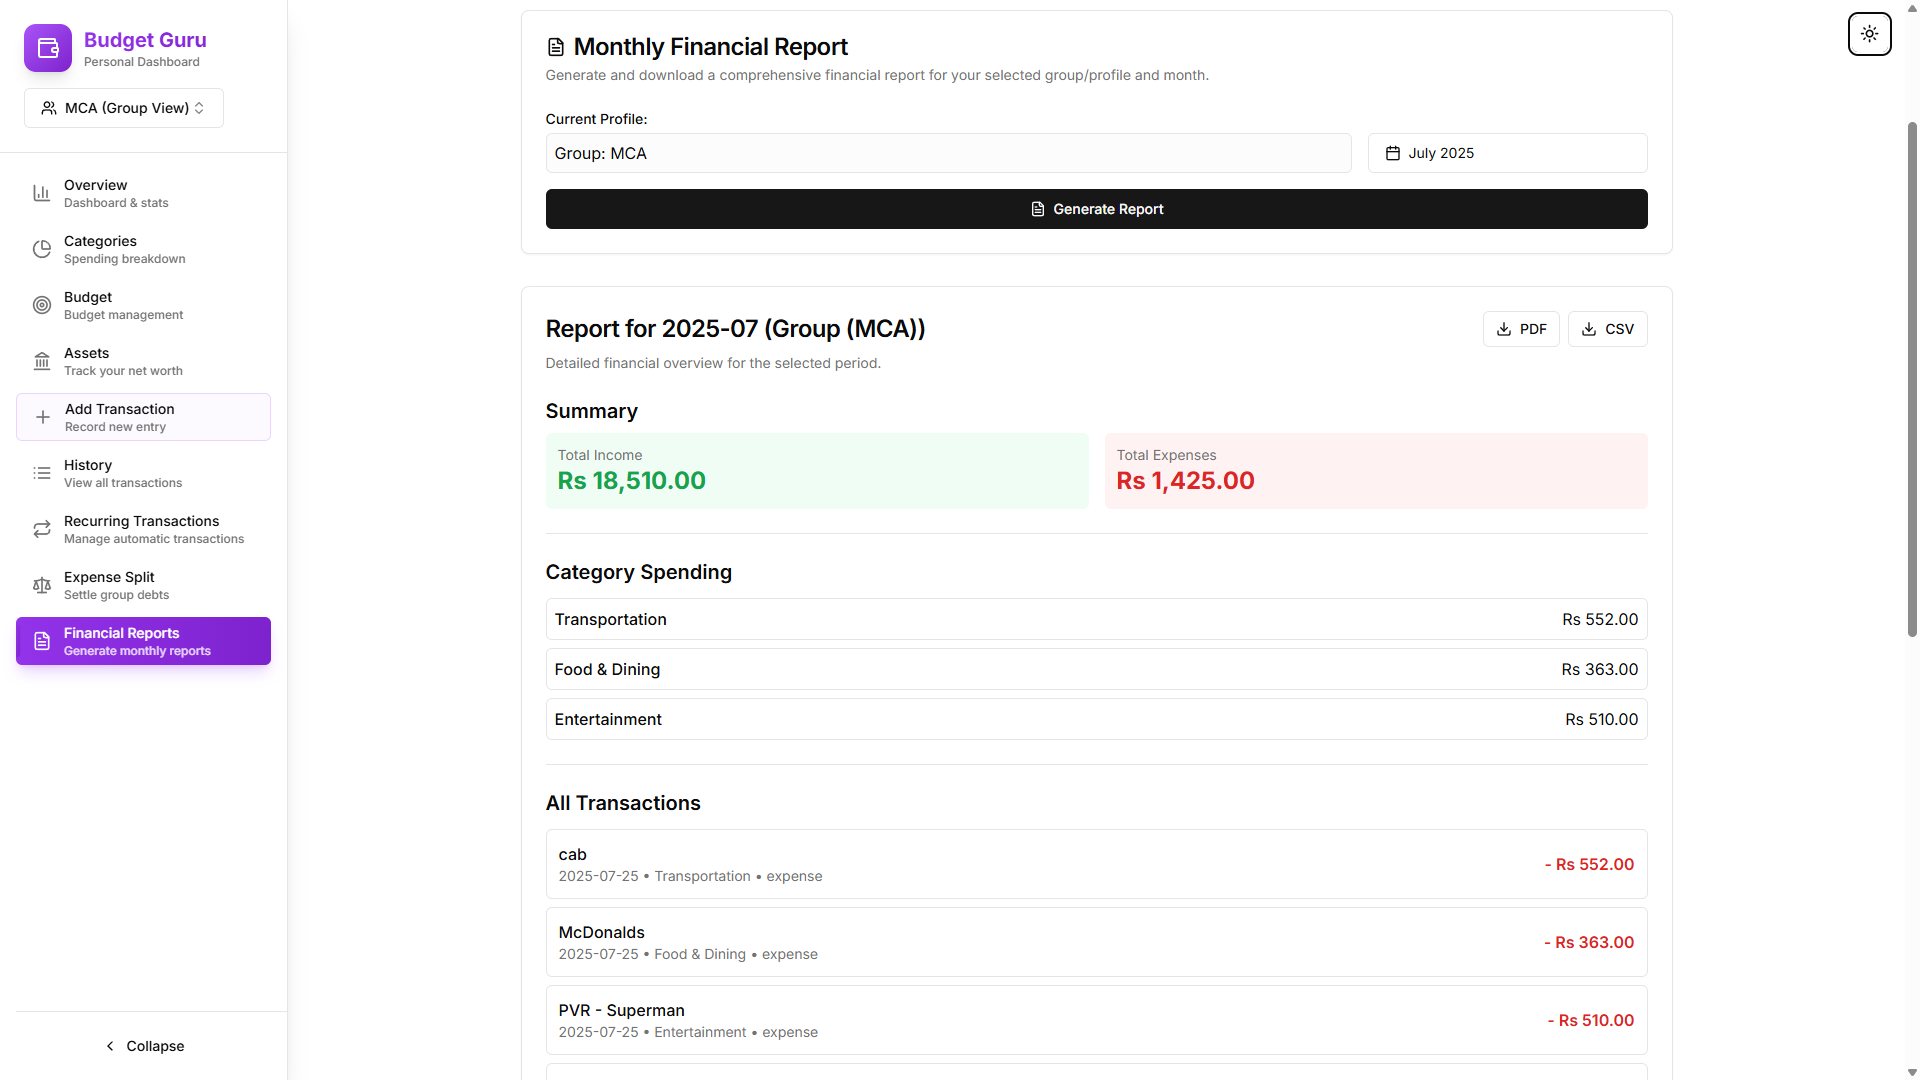 Budget Guru
Personal Dashboard
MCA (Group View)
Overview
Dashboard & stats
Categories
Spending breakdown
Budget
Budget management
Assets
Track your net worth
Add Transaction
Record new entry
History
View all transactions
Recurring Transactions
Manage automatic transactions
Expense Split
Settle group debts
Financial Reports
Generate monthly reports
Collapse
Monthly Financial Report
Generate and download a comprehensive financial report for your selected group/profile and month.
Current Profile:
Group: MCA
July 2025
Generate Report
Report for 2025-07 (Group (MCA))
PDF
CSV
Detailed financial overview for the selected period.
Summary
Total Income
Rs 18,510.00
Total Expenses
Rs 1,425.00
Category Spending
Transportation
Rs 552.00
Food & Dining
Rs 363.00
Entertainment
Rs 510.00
All Transactions
cab
2025-07-25 • Transportation • expense
- Rs 552.00
McDonalds
2025-07-25 • Food & Dining • expense
- Rs 363.00
PVR - Superman
2025-07-25 • Entertainment • expense
- Rs 510.00